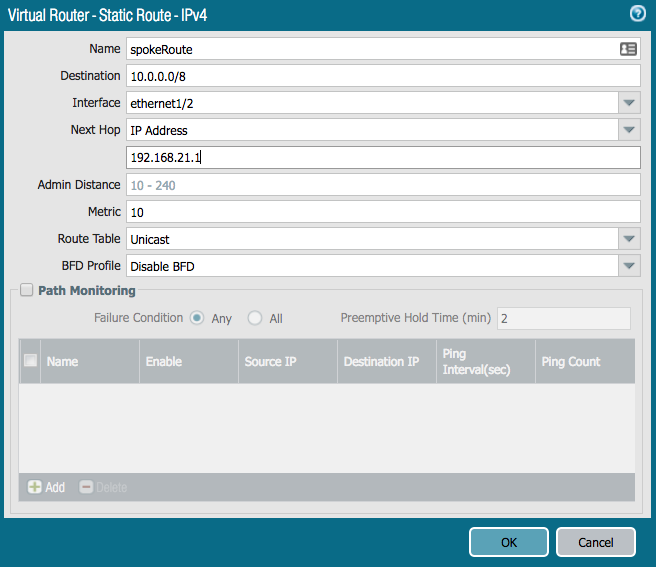 Virtual Router - Static Route - IPv4
Name spokeRoute
Destination 10.0.0.0/8
Interface ethernet1/2
Next Hop IP Address
192.168.21.1
Admin Distance 10 - 240
Metric 10
Route Table Unicast
BFD Profile Disable BFD
Path Monitoring
Failure Condition Any All Preemptive Hold Time (min) 2
Name Enable Source IP Destination IP Ping Interval(sec) Ping Count
Add Delete
OK Cancel